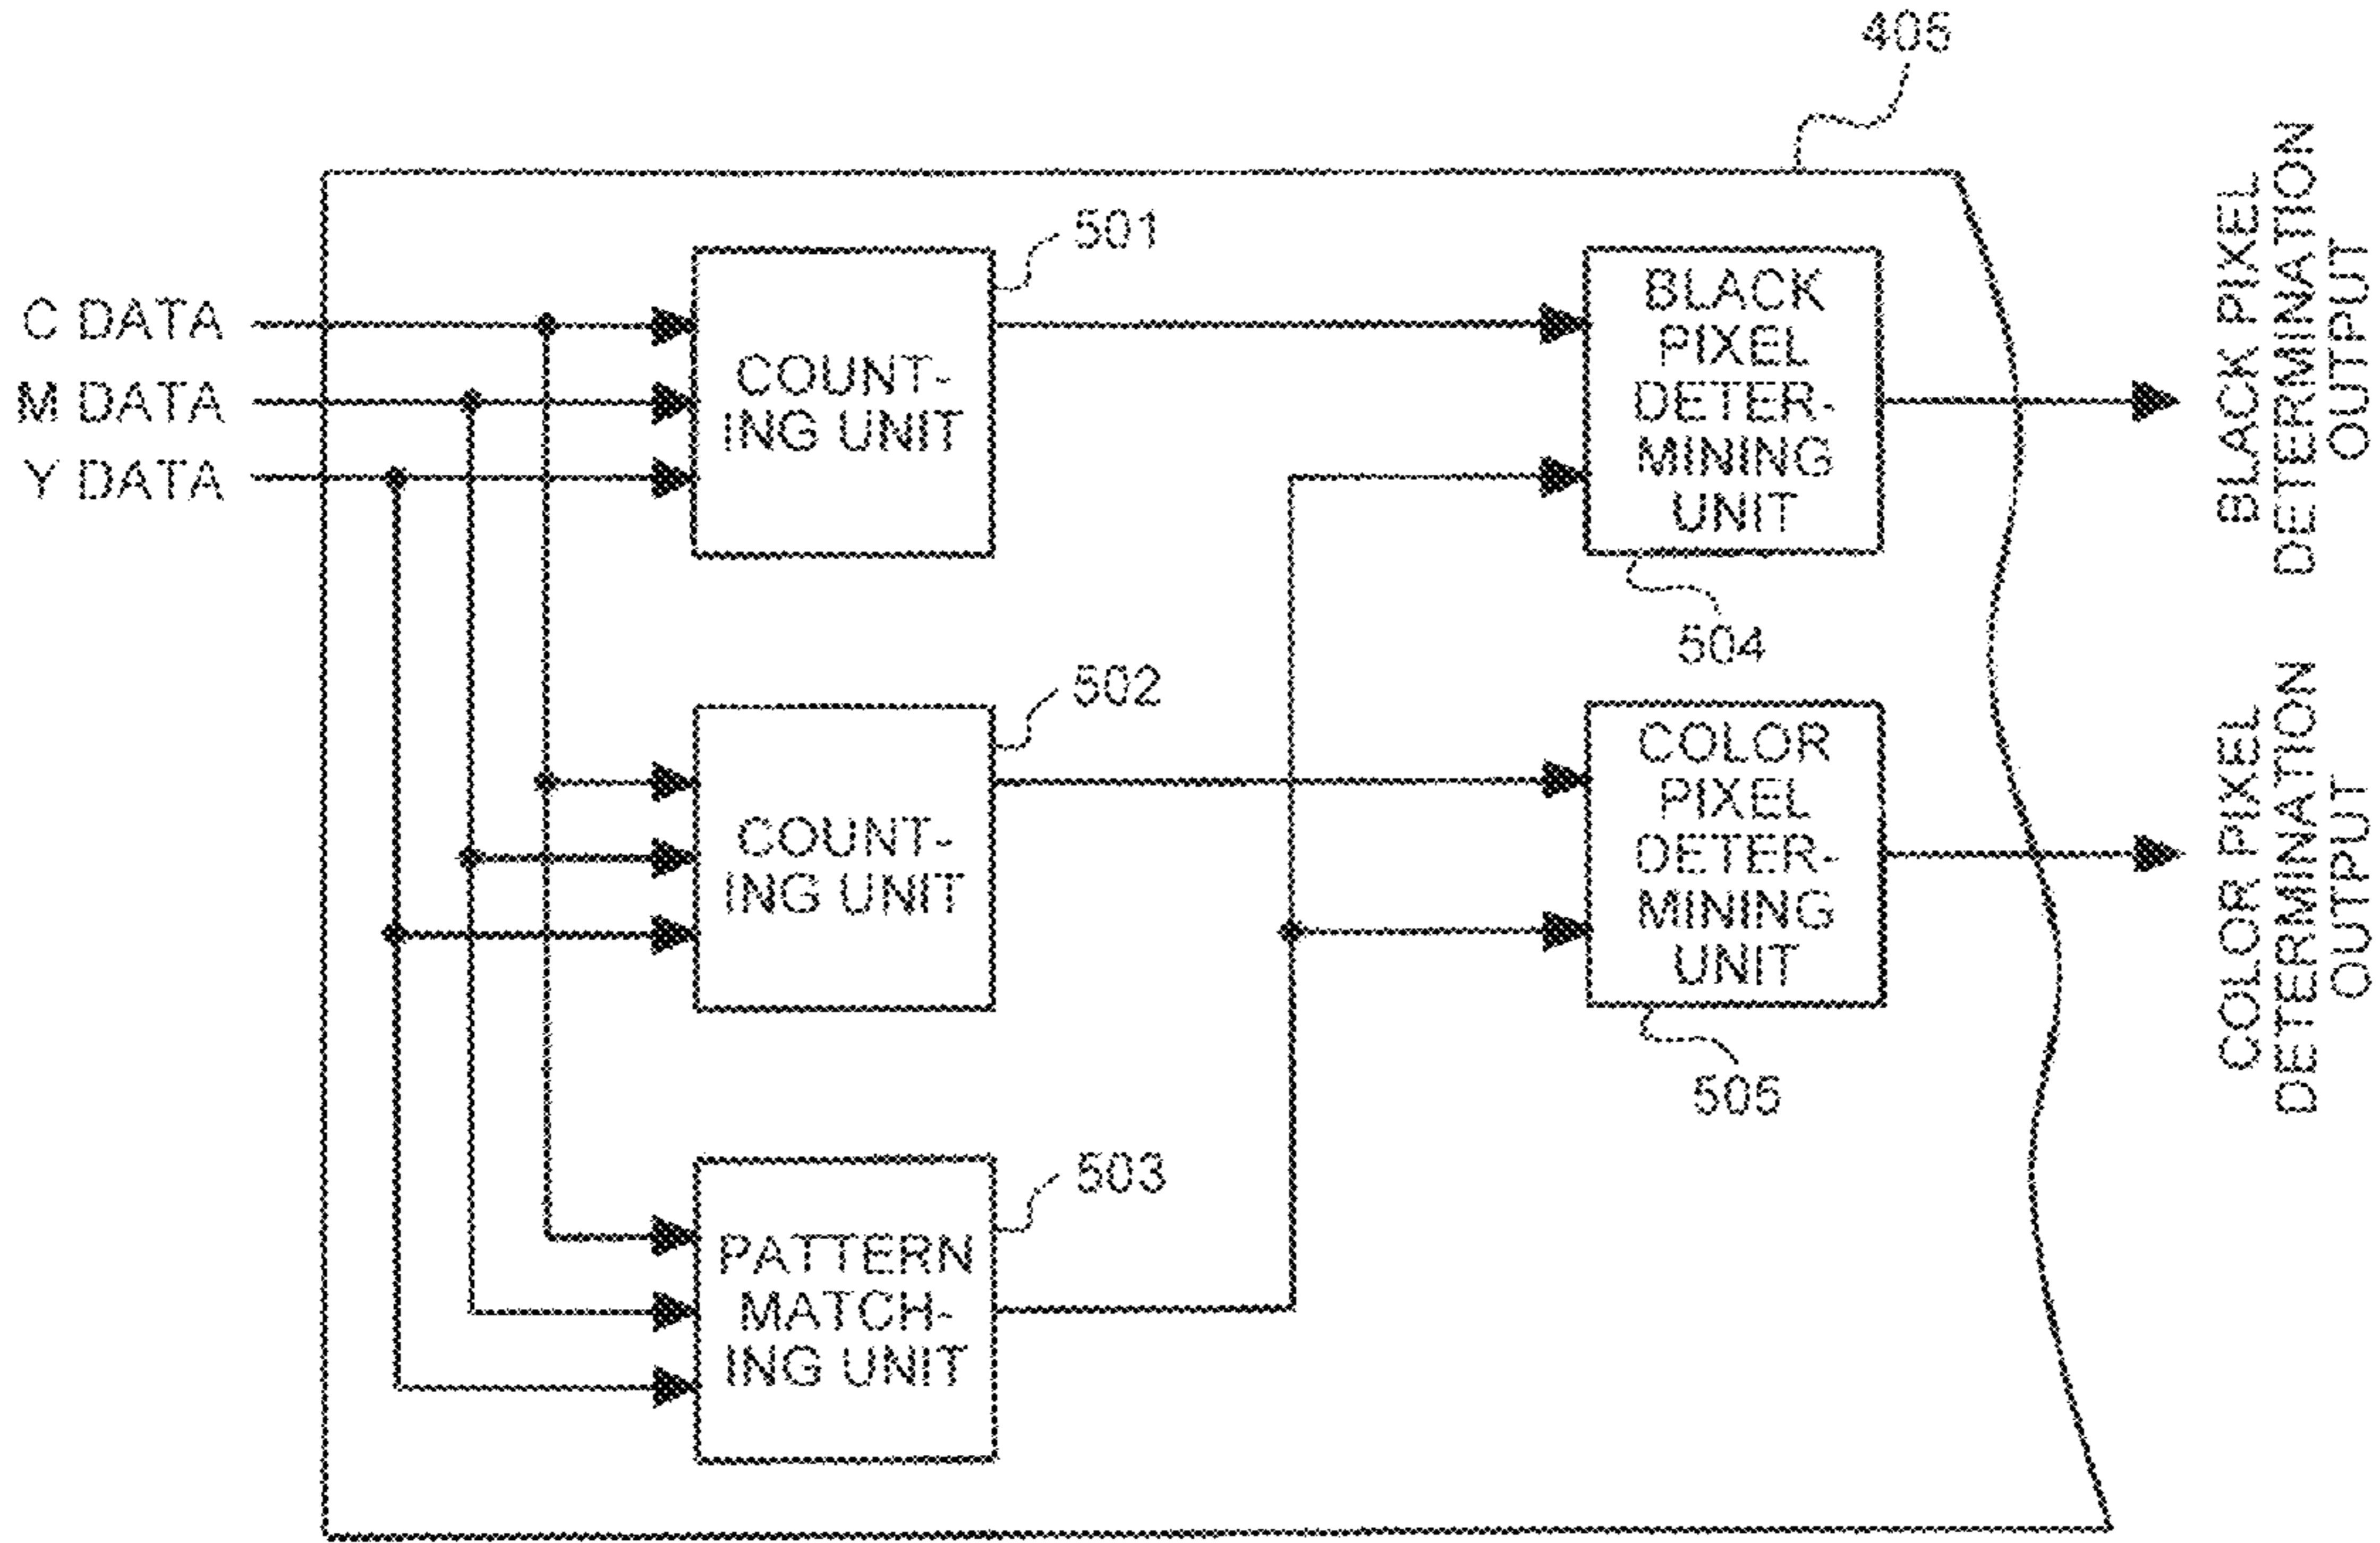 405
501
C DATA
M DATA
Y DATA
COUNT-
ING UNIT
BLACK
PIXEL
DETER-
MINING
UNIT
504
BLACK PIXEL
DETERMINATION
OUTPUT
502
COUNT-
ING UNIT
COLOR
PIXEL
DETER-
MINING
UNIT
505
COLOR PIXEL
DETERMINATION
OUTPUT
503
PATTERN
MATCH-
ING UNIT